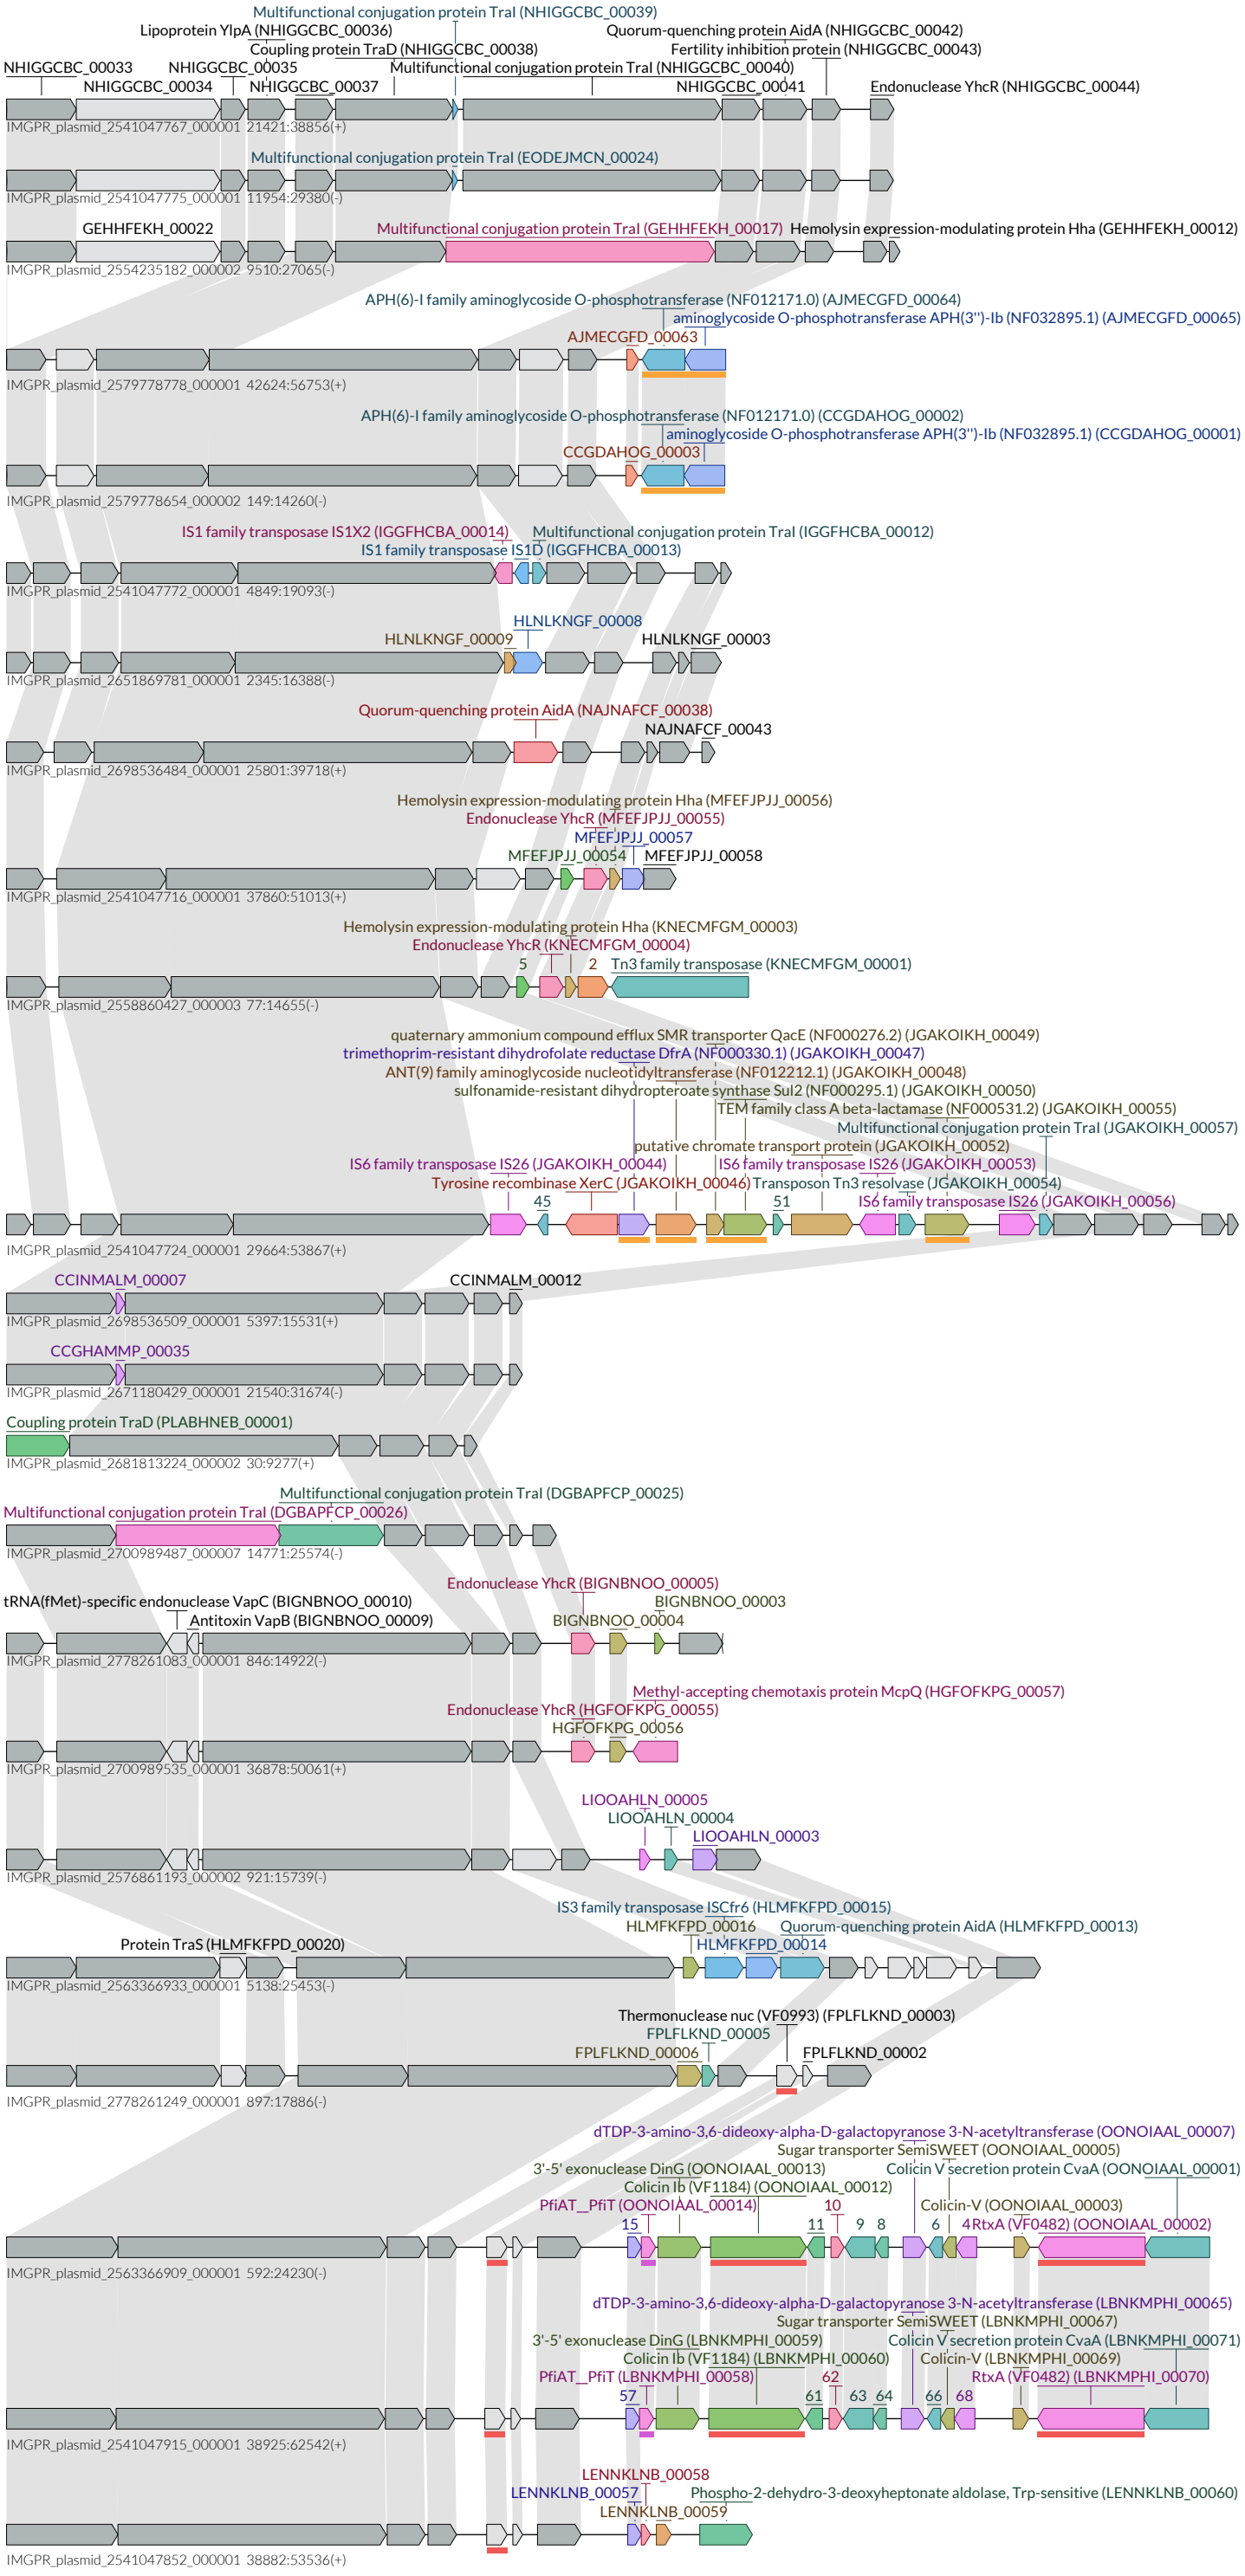 Multifunctional conjugation protein TraI (NHIGGCBC_00039)
Lipoprotein YlpA (NHIGGCBC_00036)
Quorum-quenching protein AidA (NHIGGCBC_00042)
Coupling protein TraD (NHIGGCBC_00038)
Fertility inhibition protein (NHIGGCBC_00043)
NHIGGCBC_00033
NHIGGCBC_00035
Multifunctional conjugation protein TraI (NHIGGCBC_00040)
NHIGGCBC_00034
NHIGGCBC_00037
NHIGGCBC_00041
Endonuclease YhcR (NHIGGCBC_00044)
IMGPR_plasmid_2541047767_000001 21421:38856(+)
Multifunctional conjugation protein TraI (EODEJMCN_00024)
IMGPR_plasmid_2541047775_000001 11954:29380(-)
GEHHFEKH_00022
Multifunctional conjugation protein TraI (GEHHFEKH_00017)
Hemolysin expression-modulating protein Hha (GEHHFEKH_00012)
IMGPR_plasmid_2554235182_000002 9510:27065(-)
APH(6)-I family aminoglycoside O-phosphotransferase (NF012171.0) (AJMECGFD_00064)
aminoglycoside O-phosphotransferase APH(3'')-Ib (NF032895.1) (AJMECGFD_00065)
AJMECGFD_00063
IMGPR_plasmid_2579778778_000001 42624:56753(+)
APH(6)-I family aminoglycoside O-phosphotransferase (NF012171.0) (CCGDAHOG_00002)
aminoglycoside O-phosphotransferase APH(3'')-Ib (NF032895.1) (CCGDAHOG_00001)
CCGDAHOG_00003
IMGPR_plasmid_2579778654_000002 149:14260(-)
IS1 family transposase IS1X2 (IGGFHCBA_00014)
Multifunctional conjugation protein TraI (IGGFHCBA_00012)
IS1 family transposase IS1D (IGGFHCBA_00013)
IMGPR_plasmid_2541047772_000001 4849:19093(-)
HLNLKNGF_00008
HLNLKNGF_00009
HLNLKNGF_00003
IMGPR_plasmid_2651869781_000001 2345:16388(-)
Quorum-quenching protein AidA (NAJNAFCF_00038)
NAJNAFCF_00043
IMGPR_plasmid_2698536484_000001 25801:39718(+)
Hemolysin expression-modulating protein Hha (MFEFJPJJ_00056)
Endonuclease YhcR (MFEFJPJJ_00055)
MFEFJPJJ_00057
MFEFJPJJ_00054
MFEFJPJJ_00058
IMGPR_plasmid_2541047716_000001 37860:51013(+)
Hemolysin expression-modulating protein Hha (KNECMFGM_00003)
Endonuclease YhcR (KNECMFGM_00004)
5
2
Tn3 family transposase (KNECMFGM_00001)
IMGPR_plasmid_2558860427_000003 77:14655(-)
quaternary ammonium compound efflux SMR transporter QacE (NF000276.2) (JGAKOIKH_00049)
trimethoprim-resistant dihydrofolate reductase DfrA (NF000330.1) (JGAKOIKH_00047)
ANT(9) family aminoglycoside nucleotidyltransferase (NF012212.1) (JGAKOIKH_00048)
sulfonamide-resistant dihydropteroate synthase Sul2 (NF000295.1) (JGAKOIKH_00050)
TEM family class A beta-lactamase (NF000531.2) (JGAKOIKH_00055)
Multifunctional conjugation protein TraI (JGAKOIKH_00057)
putative chromate transport protein (JGAKOIKH_00052)
IS6 family transposase IS26 (JGAKOIKH_00044)
IS6 family transposase IS26 (JGAKOIKH_00053)
Tyrosine recombinase XerC (JGAKOIKH_00046)
Transposon Tn3 resolvase (JGAKOIKH_00054)
45
51
IS6 family transposase IS26 (JGAKOIKH_00056)
IMGPR_plasmid_2541047724_000001 29664:53867(+)
CCINMALM_00007
CCINMALM_00012
IMGPR_plasmid_2698536509_000001 5397:15531(+)
CCGHAMMP_00035
IMGPR_plasmid_2671180429_000001 21540:31674(-)
Coupling protein TraD (PLABHNEB_00001)
IMGPR_plasmid_2681813224_000002 30:9277(+)
Multifunctional conjugation protein TraI (DGBAPFCP_00025)
Multifunctional conjugation protein TraI (DGBAPFCP_00026)
IMGPR_plasmid_2700989487_000007 14771:25574(-)
Endonuclease YhcR (BIGNBNOO_00005)
tRNA(fMet)-specific endonuclease VapC (BIGNBNOO_00010)
BIGNBNOO_00003
Antitoxin VapB (BIGNBNOO_00009)
BIGNBNOO_00004
IMGPR_plasmid_2778261083_000001 846:14922(-)
Methyl-accepting chemotaxis protein McpQ (HGFOFKPG_00057)
Endonuclease YhcR (HGFOFKPG_00055)
HGFOFKPG_00056
IMGPR_plasmid_2700989535_000001 36878:50061(+)
LIOOAHLN_00005
LIOOAHLN_00004
LIOOAHLN_00003
IMGPR_plasmid_2576861193_000002 921:15739(-)
IS3 family transposase ISCfr6 (HLMFKFPD_00015)
HLMFKFPD_00016
Quorum-quenching protein AidA (HLMFKFPD_00013)
Protein TraS (HLMFKFPD_00020)
HLMFKFPD_00014
IMGPR_plasmid_2563366933_000001 5138:25453(-)
Thermonuclease nuc (VF0993) (FPLFLKND_00003)
FPLFLKND_00005
FPLFLKND_00006
FPLFLKND_00002
IMGPR_plasmid_2778261249_000001 897:17886(-)
dTDP-3-amino-3,6-dideoxy-alpha-D-galactopyranose 3-N-acetyltransferase (OONOIAAL_00007)
Sugar transporter SemiSWEET (OONOIAAL_00005)
3'-5' exonuclease DinG (OONOIAAL_00013)
Colicin V secretion protein CvaA (OONOIAAL_00001)
Colicin Ib (VF1184) (OONOIAAL_00012)
PfiAT__PfiT (OONOIAAL_00014)
10
Colicin-V (OONOIAAL_00003)
15
11
9
8
6
4
RtxA (VF0482) (OONOIAAL_00002)
IMGPR_plasmid_2563366909_000001 592:24230(-)
dTDP-3-amino-3,6-dideoxy-alpha-D-galactopyranose 3-N-acetyltransferase (LBNKMPHI_00065)
Sugar transporter SemiSWEET (LBNKMPHI_00067)
3'-5' exonuclease DinG (LBNKMPHI_00059)
Colicin V secretion protein CvaA (LBNKMPHI_00071)
Colicin Ib (VF1184) (LBNKMPHI_00060)
Colicin-V (LBNKMPHI_00069)
PfiAT__PfiT (LBNKMPHI_00058)
62
RtxA (VF0482) (LBNKMPHI_00070)
57
61
63
64
66
68
IMGPR_plasmid_2541047915_000001 38925:62542(+)
LENNKLNB_00058
LENNKLNB_00057
Phospho-2-dehydro-3-deoxyheptonate aldolase, Trp-sensitive (LENNKLNB_00060)
LENNKLNB_00059
IMGPR_plasmid_2541047852_000001 38882:53536(+)